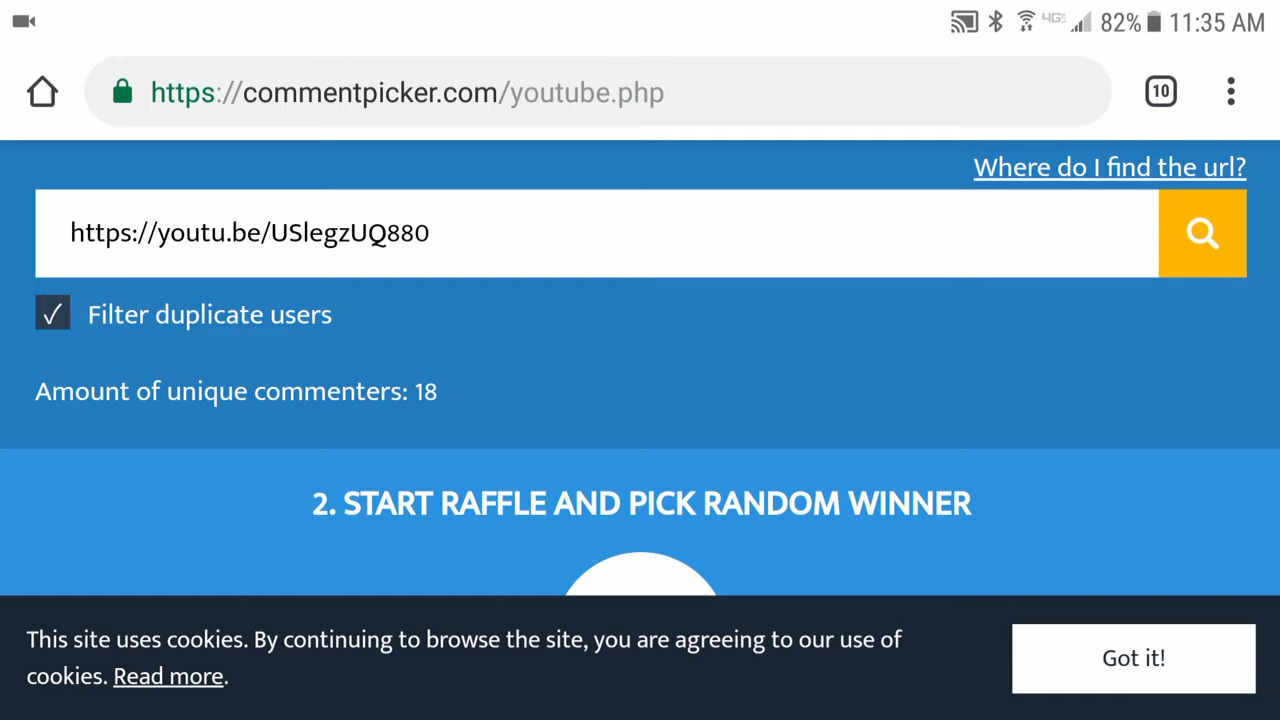 4GE 82% 11:35 AM
https://commentpicker.com/youtube.php
10
Where do I find the url?
https://youtu.be/USlegzUQ880
Filter duplicate users
Amount of unique commenters: 18
2. START RAFFLE AND PICK RANDOM WINNER
This site uses cookies. By continuing to browse the site, you are agreeing to our use of
cookies. Read more.
Got it!